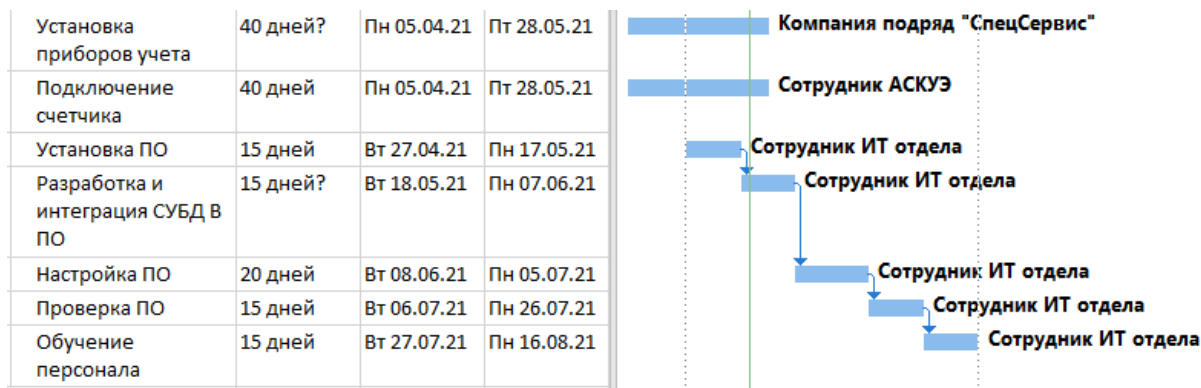 Установка 40 дней? Пн 05.04.21 Пт 28.05.21 Компания подряд "СпецСервис"
приборов учета
Подключение 40 дней Пн 05.04.21 Пт 28.05.21 Сотрудник АСКУЭ
счетчика
Установка ПО 15 дней Вт 27.04.21 Пн 17.05.21 Сотрудник ИТ отдела
Разработка и 15 дней? Вт 18.05.21 Пн 07.06.21 Сотрудник ИТ отдела
интеграция СУБД В
ПО
Настройка ПО 20 дней Вт 08.06.21 Пн 05.07.21 Сотрудник ИТ отдела
Проверка ПО 15 дней Вт 06.07.21 Пн 26.07.21 Сотрудник ИТ отдела
Обучение 15 дней Вт 27.07.21 Пн 16.08.21 Сотрудник ИТ отдела
персонала